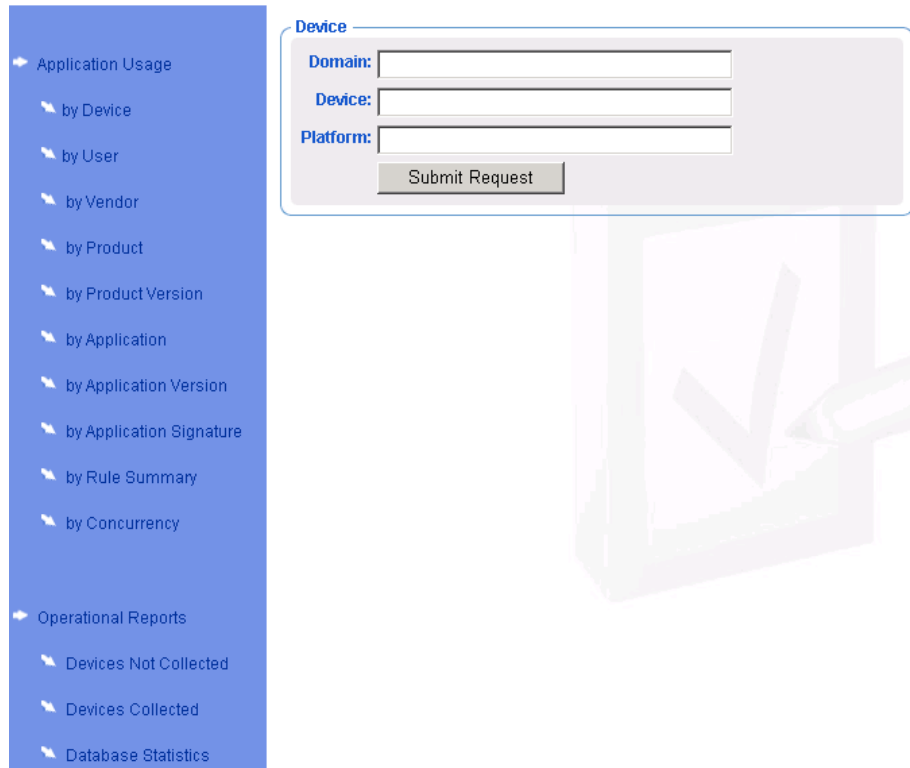 Application Usage
by Device
by User
by Vendor
by Product
by Product Version
by Application
by Application Version
by Application Signature
by Rule Summary
by Concurrency
Operational Reports
Devices Not Collected
Devices Collected
Database Statistics
Device
Domain:
Device:
Platform:
Submit Request